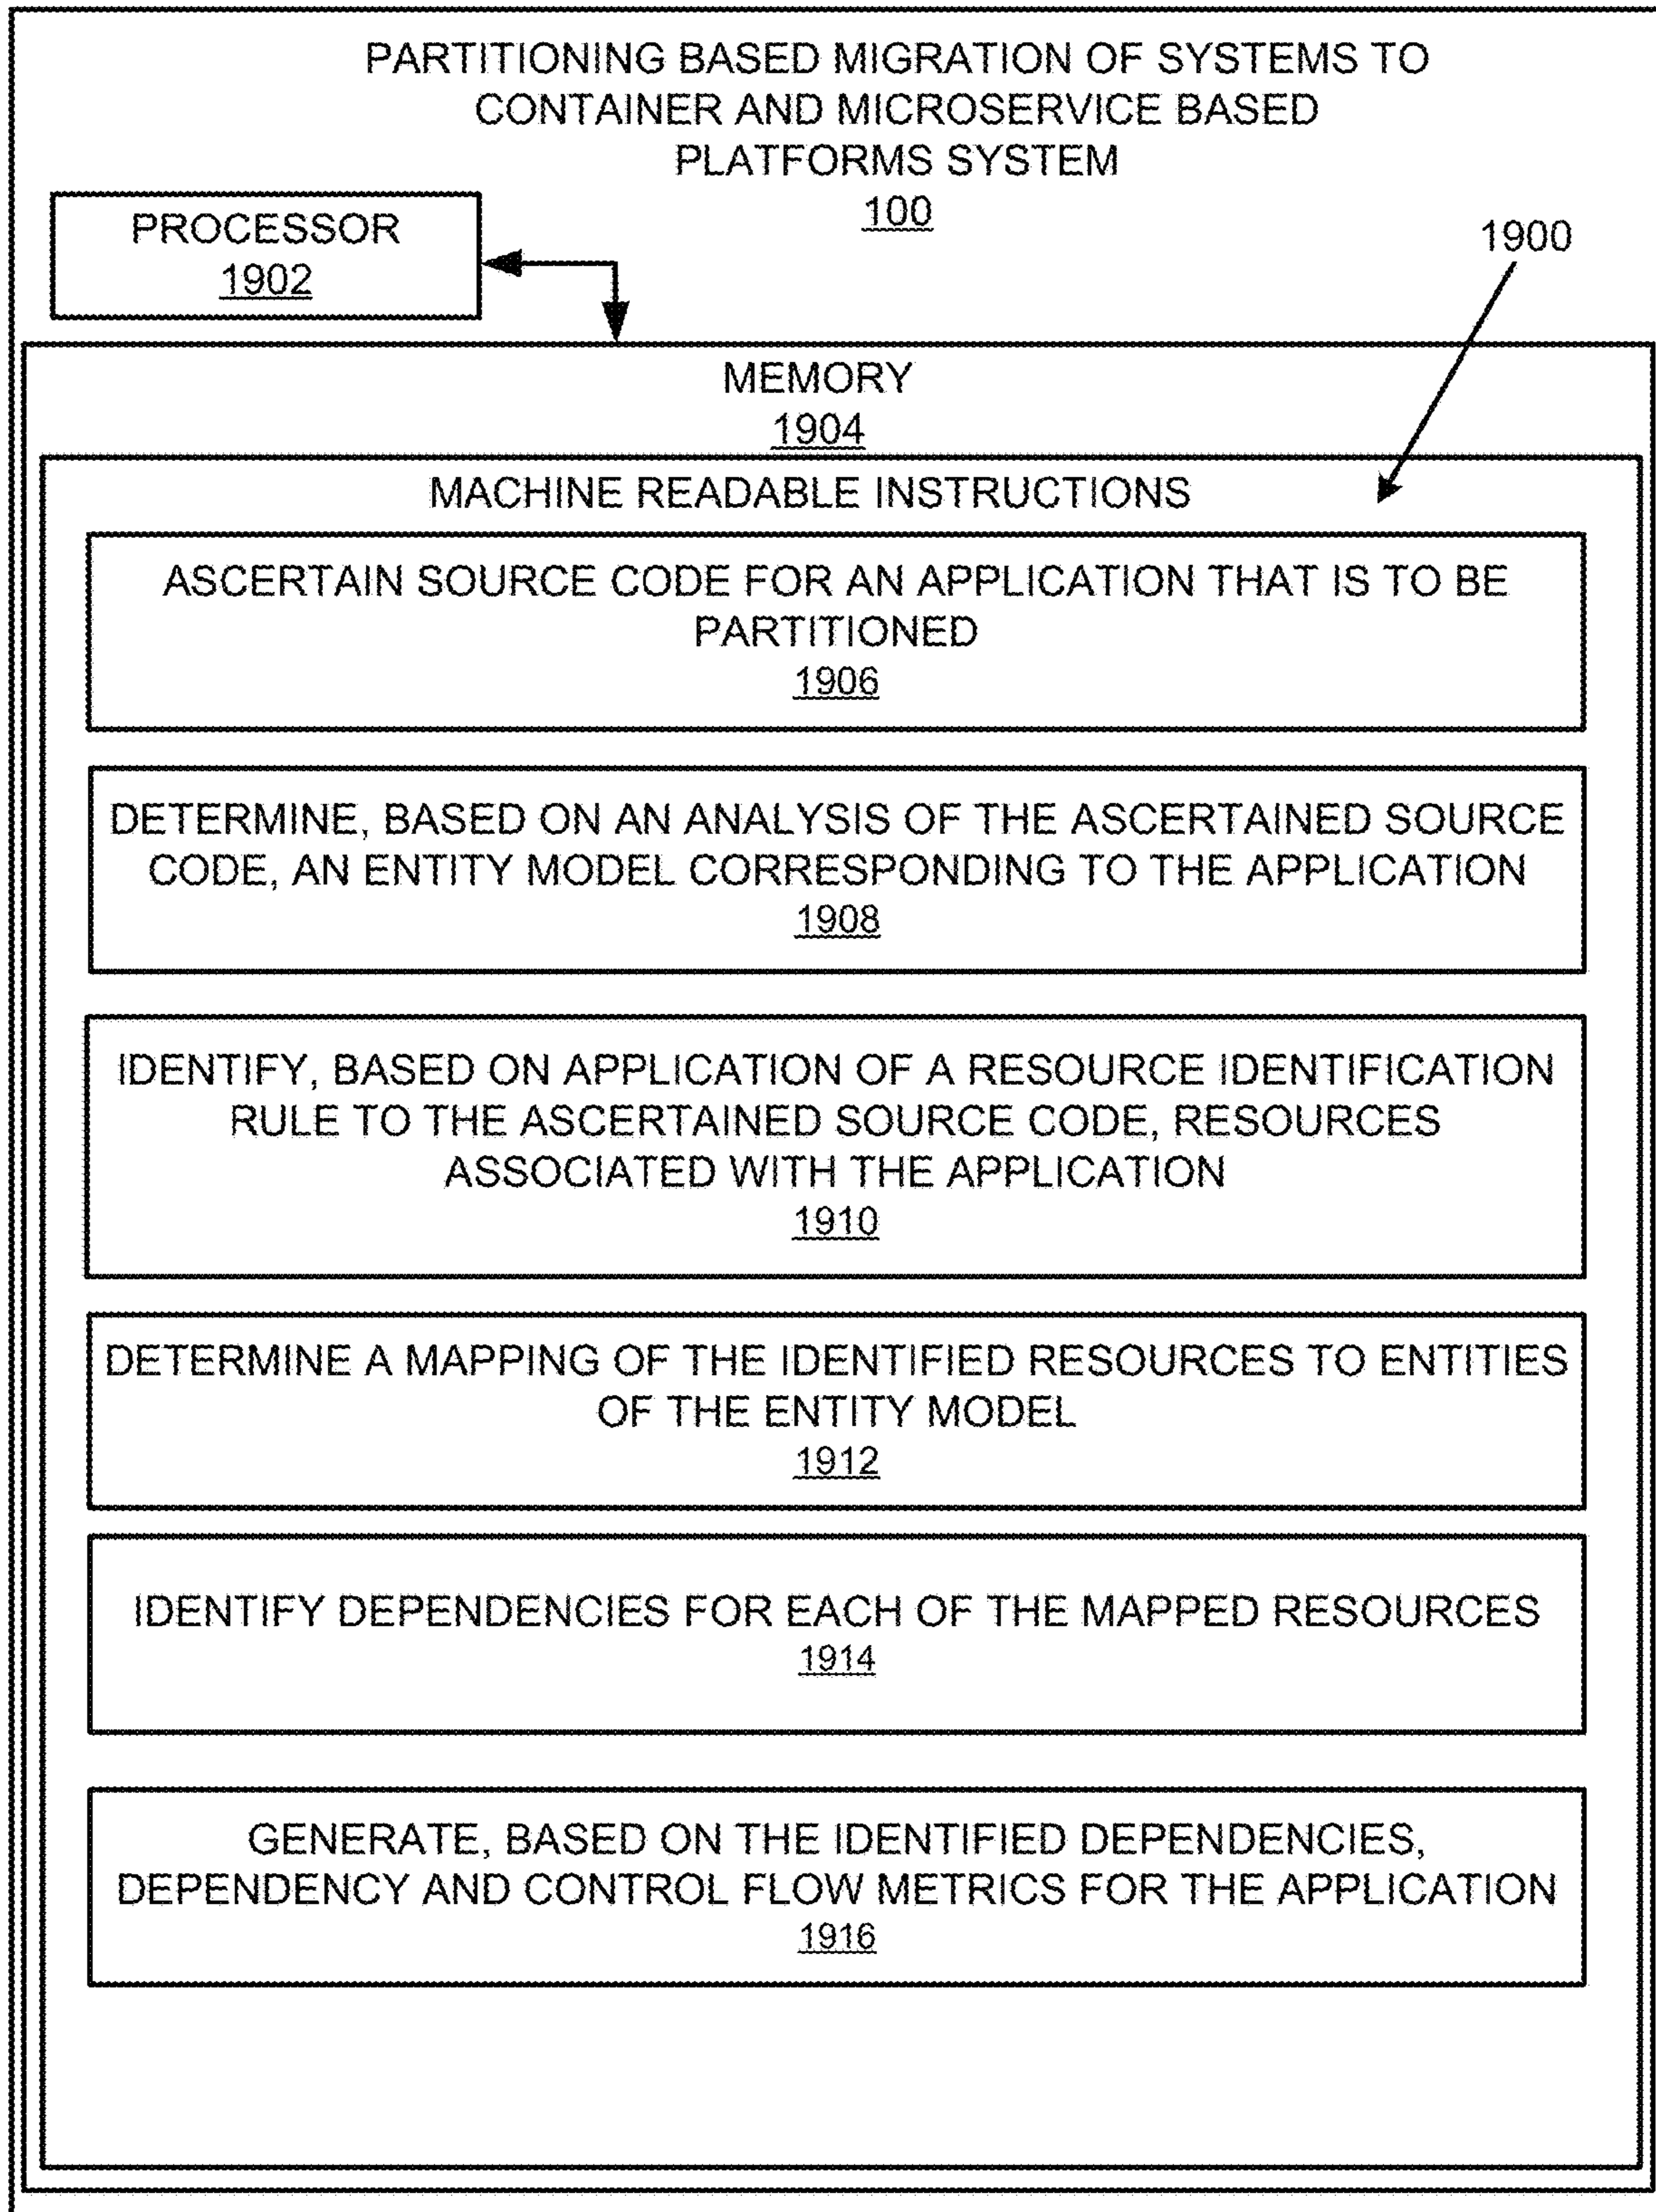 PARTITIONING BASED MIGRATION OF SYSTEMS TO
CONTAINER AND MICROSERVICE BASED
PLATFORMS SYSTEM
100
PROCESSOR
1902
1900
MEMORY
1904
MACHINE READABLE INSTRUCTIONS
ASCERTAIN SOURCE CODE FOR AN APPLICATION THAT IS TO BE
PARTITIONED
1906
DETERMINE, BASED ON AN ANALYSIS OF THE ASCERTAINED SOURCE
CODE, AN ENTITY MODEL CORRESPONDING TO THE APPLICATION
1908
IDENTIFY, BASED ON APPLICATION OF A RESOURCE IDENTIFICATION
RULE TO THE ASCERTAINED SOURCE CODE, RESOURCES
ASSOCIATED WITH THE APPLICATION
1910
DETERMINE A MAPPING OF THE IDENTIFIED RESOURCES TO ENTITIES
OF THE ENTITY MODEL
1912
IDENTIFY DEPENDENCIES FOR EACH OF THE MAPPED RESOURCES
1914
GENERATE, BASED ON THE IDENTIFIED DEPENDENCIES,
DEPENDENCY AND CONTROL FLOW METRICS FOR THE APPLICATION
1916